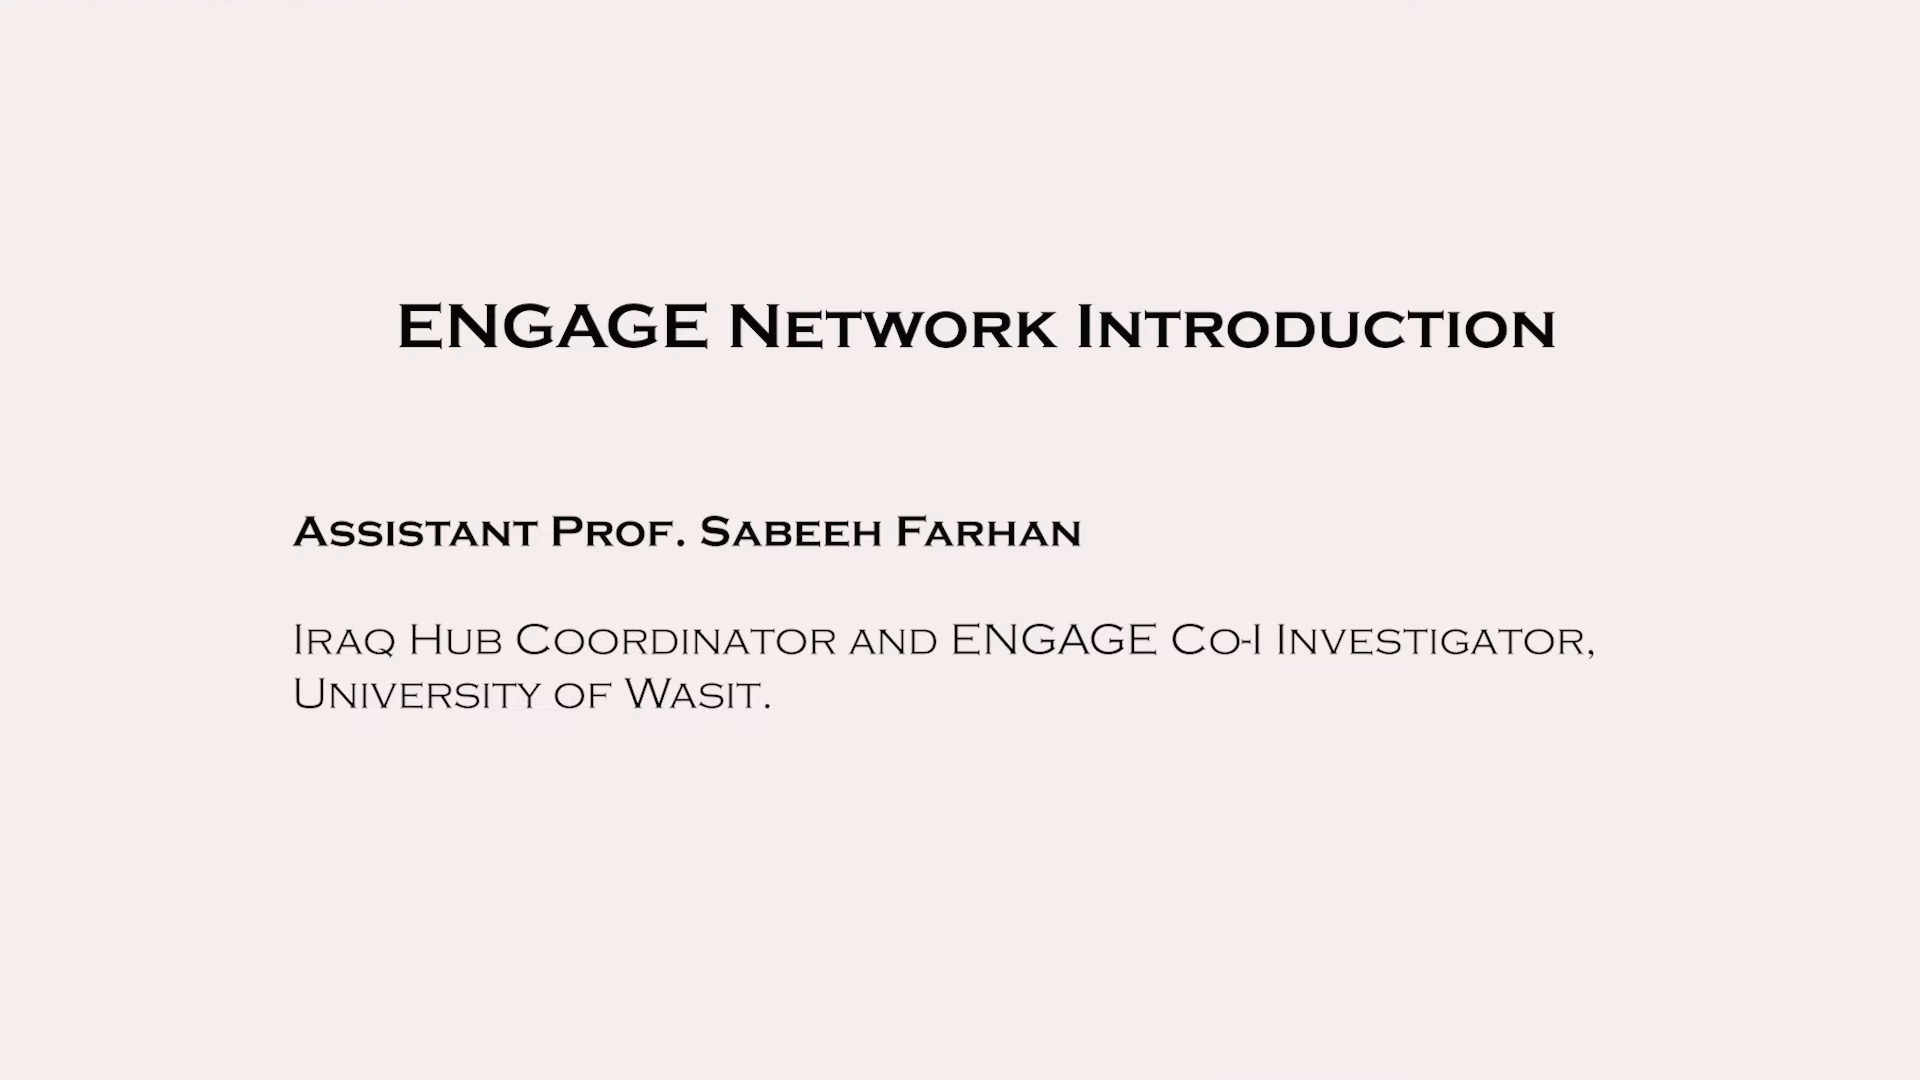 ENGAGE Network Introduction
Assistant Prof. Sabeeh Farhan
Iraq Hub Coordinator and ENGAGE Co-I Investigator,
University of Wasit.